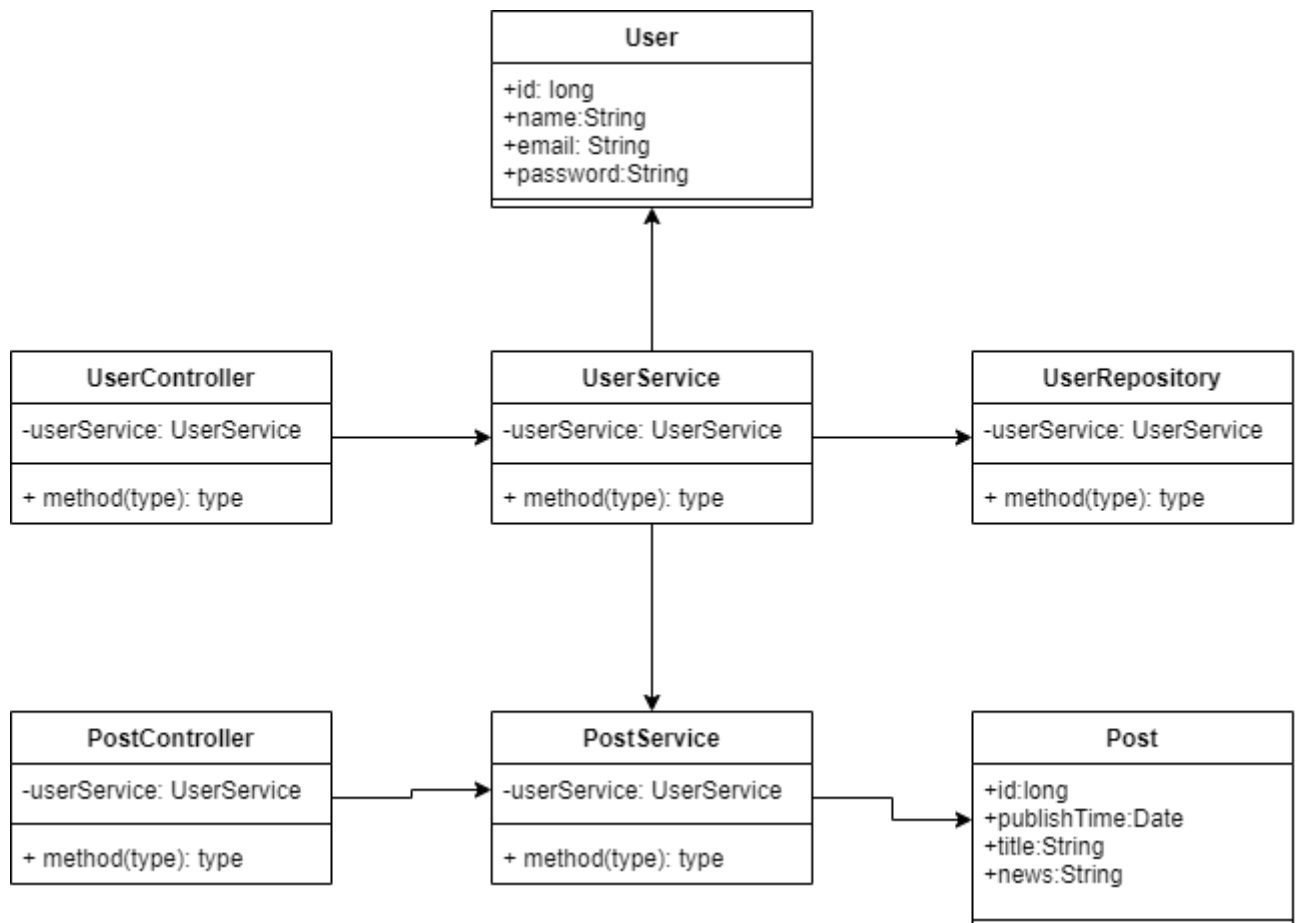 User
+id: long
+name:String
+email: String
+password:String
UserController
-userService: UserService
+ method(type): type
UserService
-userService: UserService
+ method(type): type
UserRepository
-userService: UserService
+ method(type): type
PostController
-userService: UserService
+ method(type): type
PostService
-userService: UserService
+ method(type): type
Post
+id:long
+publishTime:Date
+title:String
+news:String